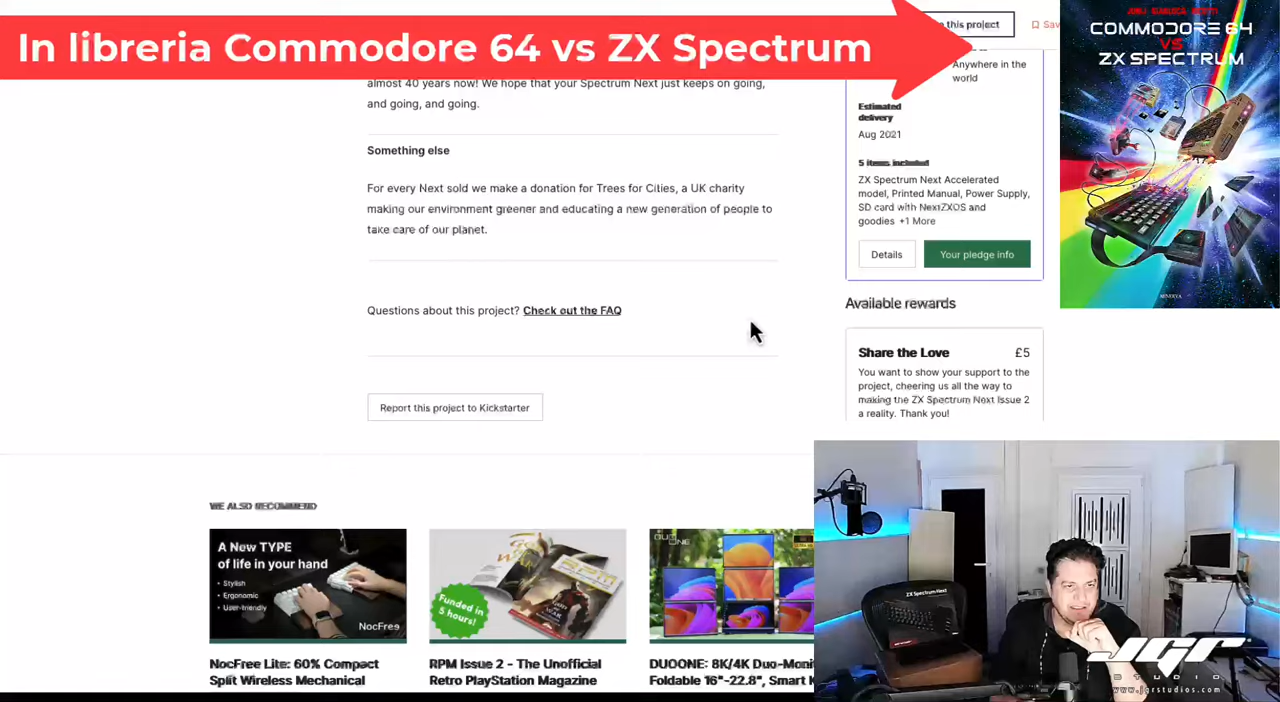 In libreria Commodore 64 vs ZX Spectrum
this project
almost 40 years now! We hope that your Spectrum Next just keeps on going,
and going, and going.
Something else
For every Next sold we make a donation for Trees for Cities, a UK charity
making our environment greener and educating a new generation of people to
take care of our planet.
Questions about this project? Check out the FAQ
Report this project to Kickstarter
Anywhere in the
world
Estimated
delivery
Aug 2021
5 items included
ZX Spectrum Next Accelerated
model, Printed Manual, Power Supply,
SD card with NextZXOS and
goodies +1 More
Details
Your pledge info
Available rewards
Share the Love £5
You want to show your support to the
project, cheering us all the way to
making the ZX Spectrum Next Issue 2
a reality. Thank you!
COMMODORE 64
VS
ZX SPECTRUM
MINERVA
WE ALSO RECOMMEND
A New TYPE
of life in your hand
• Stylish
• Ergonomic
• User-friendly
NocFree
NocFree Lite: 60% Compact
Split Wireless Mechanical
Funded in
5 hours!
RPM Issue 2 - The Unofficial
Retro PlayStation Magazine
DUO ONE
DUOONE: 8K/4K Duo-Moni
Foldable 16"-22.8", Smart
ZX Spectrum Next
JGR
STUDIO
www.jgrstudios.com